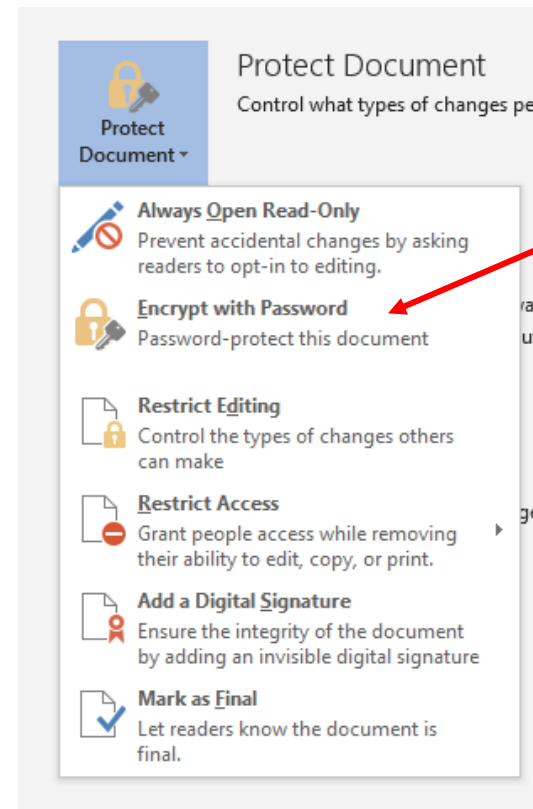 Protect Document
Control what types of changes pe
Protect
Document
Always Open Read-Only
Prevent accidental changes by asking
readers to opt-in to editing.
Encrypt with Password
Password-protect this document
Restrict Editing
Control the types of changes others
can make
Restrict Access
Grant people access while removing
their ability to edit, copy, or print.
Add a Digital Signature
Ensure the integrity of the document
by adding an invisible digital signature
Mark as Final
Let readers know the document is
final.